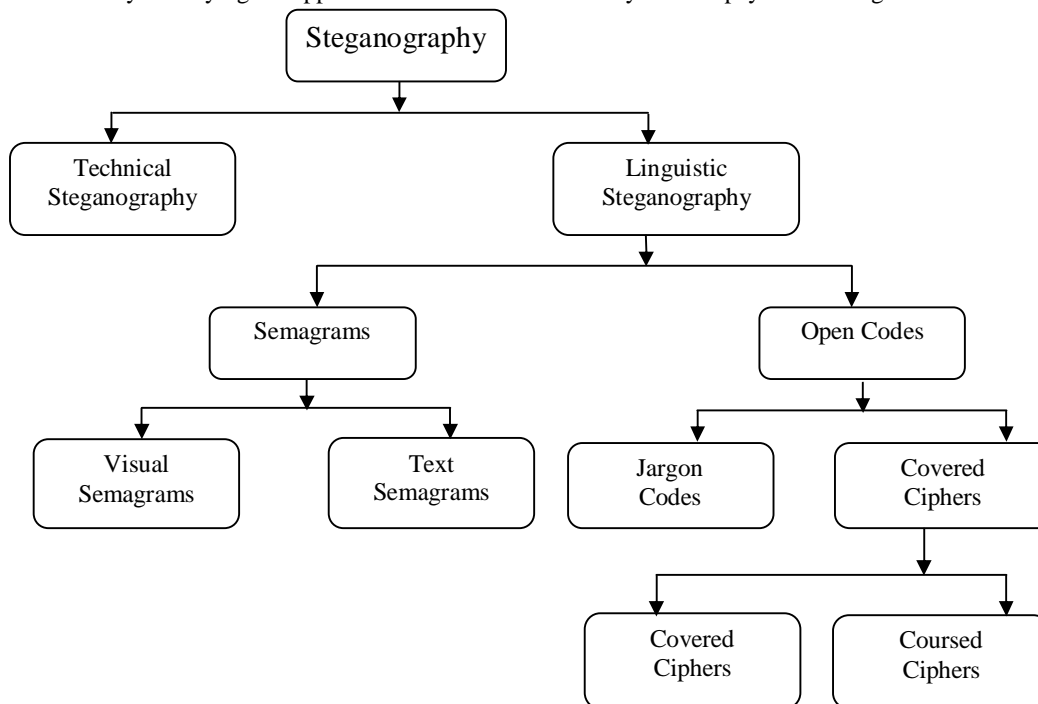 Steganography
Technical
Steganography
Linguistic
Steganography
Semagrams
Open Codes
Visual
Semagrams
Text
Semagrams
Jargon
Codes
Covered
Ciphers
Covered
Ciphers
Coursed
Ciphers